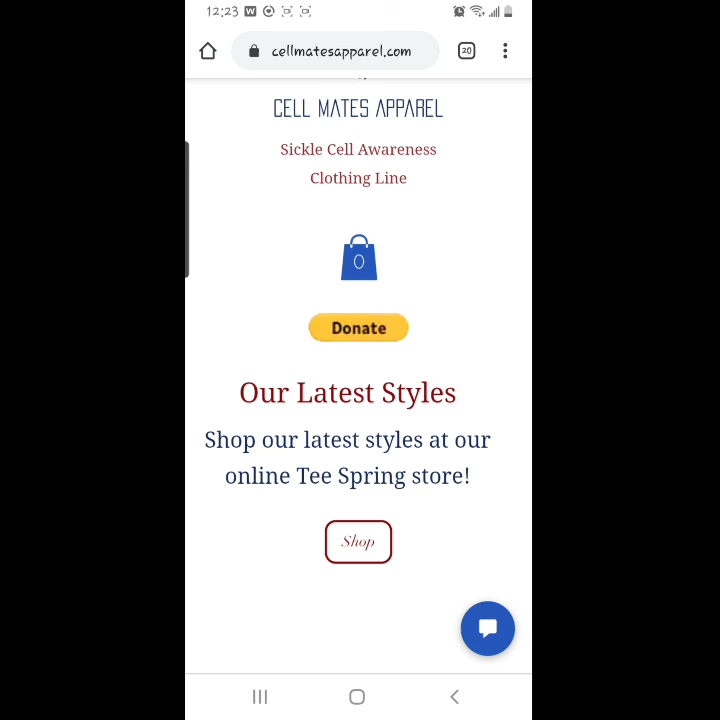 12:23
cellmatesapparel.com
20
CELL MATES APPAREL
Sickle Cell Awareness
Clothing Line
0
Donate
Our Latest Styles
Shop our latest styles at our
online Tee Spring store!
Shop